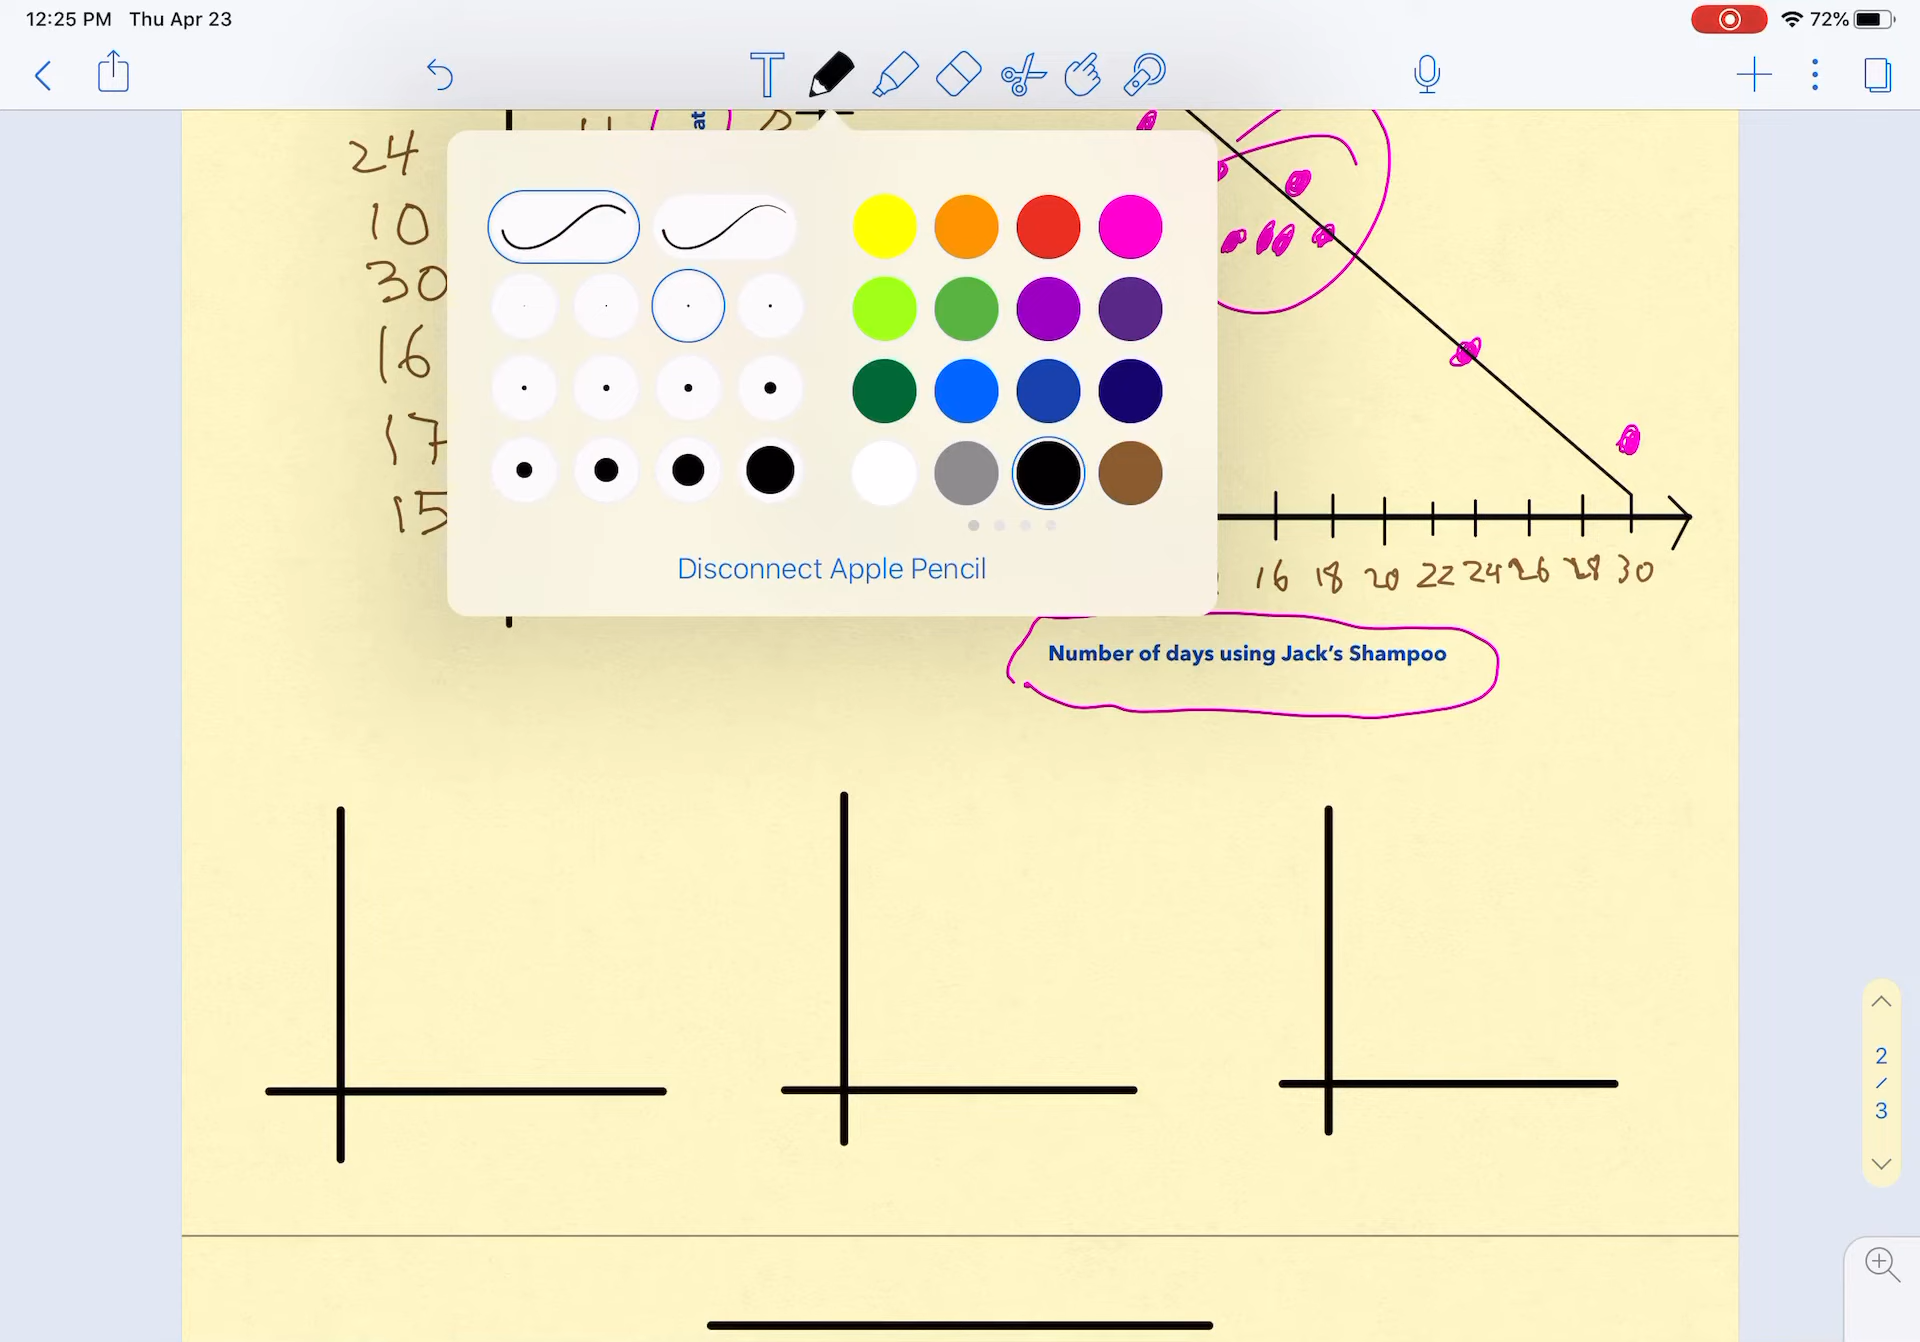 12:25 PM Thu Apr 23
72%
T
at
24
10
30
16
17
15
Disconnect Apple Pencil
16 18 20 22 24 26 28 30
Number of days using Jack's Shampoo
2
/
3